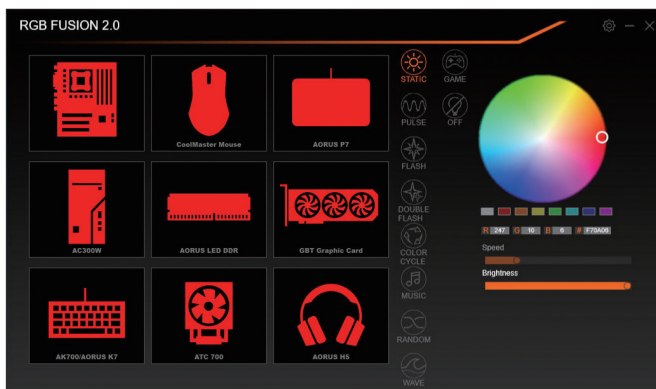 RGB FUSION 2.0
CoolMaster Mouse
AORUS P7
AC300W
AORUS LED DDR
GBT Graphic Card
AK700/AORUS K7
ATC 700
AORUS H5
STATIC
GAME
PULSE
OFF
FLASH
DOUBLE
FLASH
COLOR
CYCLE
MUSIC
RANDOM
WAVE
R 247 G 10 B 6 # F70A06
Speed
Brightness